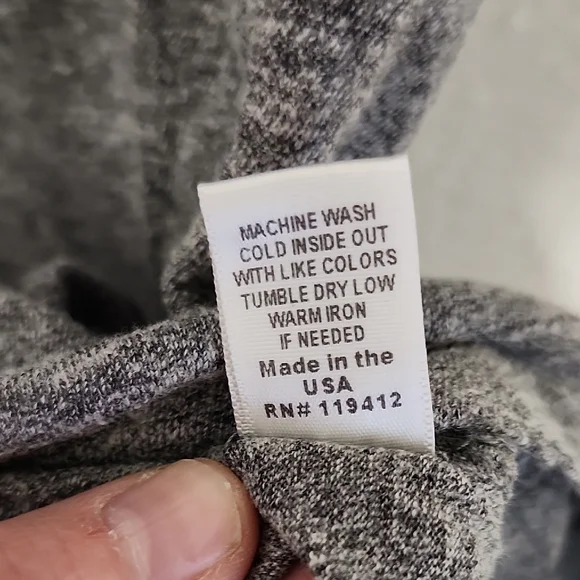 MACHINE WASH
COLD INSIDE OUT
WITH LIKE COLORS
TUMBLE DRY LOW
WARM IRON
IF NEEDED
Made in the
USA
RN# 119412